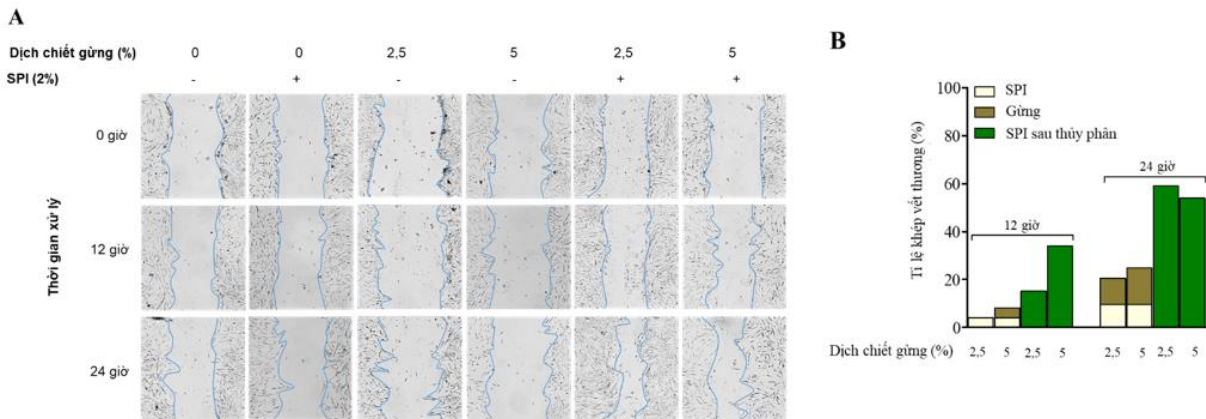 A
Dịch chiết gừng (%) 0 0 2,5 5 2,5 5
SPI (2%) - + - - + +
Thời gian xử lý
0 giờ
12 giờ
24 giờ
B
Tỉ lệ khép vết thương (%)
100
80
60
40
20
0
SPI
Gừng
SPI sau thủy phân
12 giờ
24 giờ
Dịch chiết gừng (%) 2,5 5 2,5 5 2,5 5 2,5 5